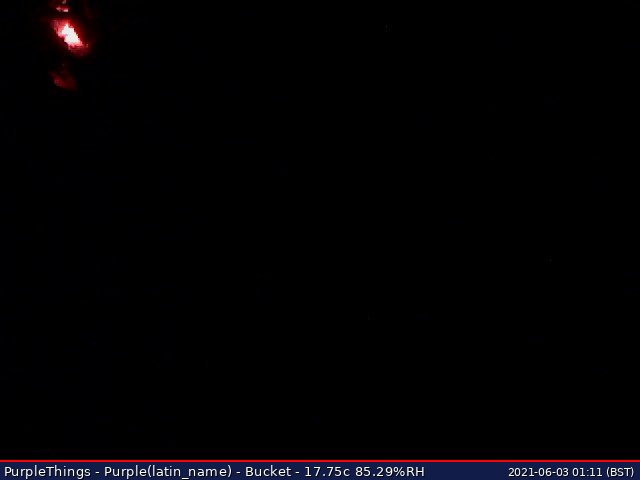 PurpleThings - Purple(latin_name) - Bucket - 17.75c 85.29%RH 2021-06-03 01:11 (BST)